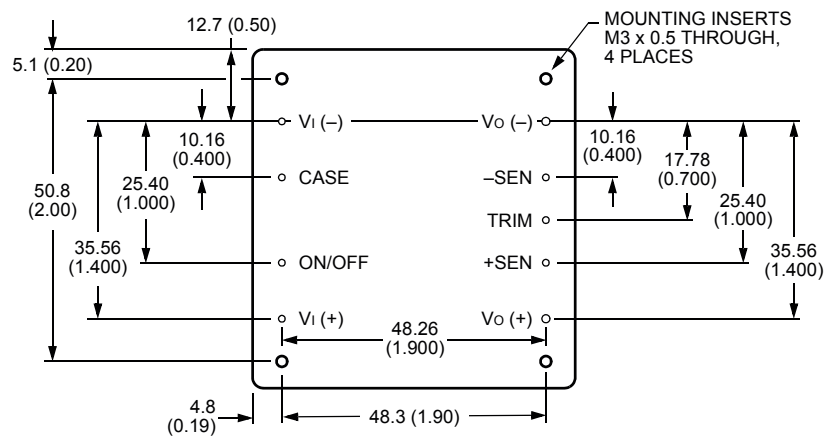 12.7 (0.50)
5.1 (0.20)
MOUNTING INSERTS
M3 x 0.5 THROUGH,
4 PLACES
VI (–)
VO (–)
10.16
(0.400)
10.16
(0.400)
CASE
–SEN
17.78
(0.700)
50.8
(2.00)
25.40
(1.000)
25.40
(1.000)
TRIM
35.56
(1.400)
35.56
(1.400)
ON/OFF
+SEN
VI (+)
VO (+)
48.26
(1.900)
4.8
(0.19)
48.3 (1.90)